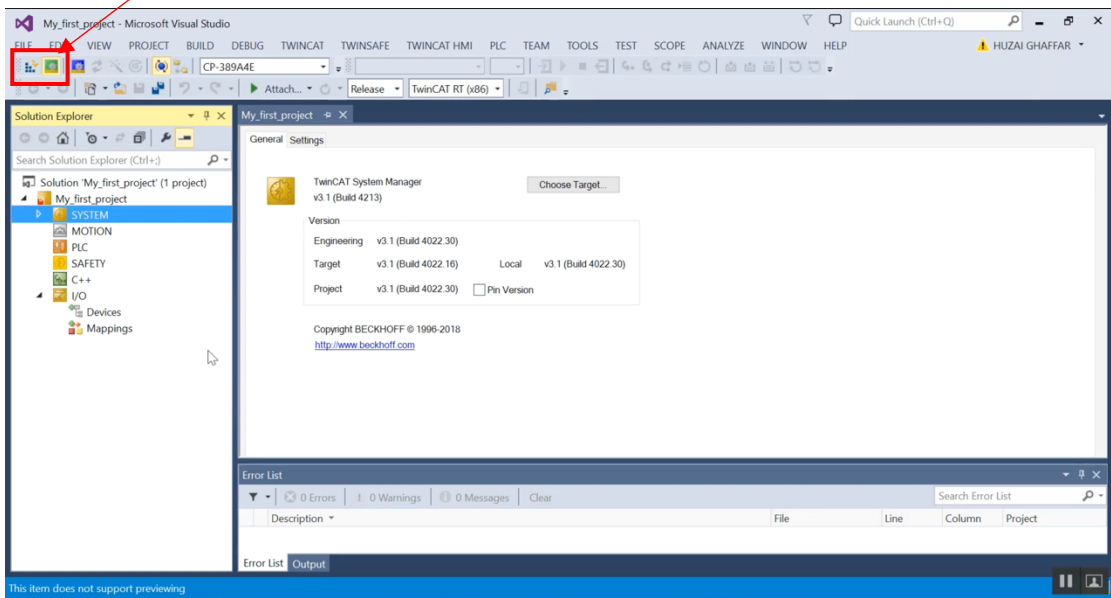 My_first_project - Microsoft Visual Studio
Quick Launch (Ctrl+Q)
FILE EDIT VIEW PROJECT BUILD DEBUG TWINCAT TWINSAFE TWINCAT HMI PLC TEAM TOOLS TEST SCOPE ANALYZE WINDOW HELP
HUZAI GHAFFAR
CP-389A4E
Attach... Release TwinCAT RT (x86)
Solution Explorer
Search Solution Explorer (Ctrl+;)
Solution 'My_first_project' (1 project)
My_first_project
SYSTEM
MOTION
PLC
SAFETY
C++
I/O
Devices
Mappings
My_first_project
General Settings
TwinCAT System Manager
v3.1 (Build 4213)
Choose Target...
Version
Engineering v3.1 (Build 4022.30)
Target v3.1 (Build 4022.16) Local v3.1 (Build 4022.30)
Project v3.1 (Build 4022.30) Pin Version
Copyright BECKHOFF © 1996-2018
http://www.beckhoff.com
Error List
0 Errors 0 Warnings 0 Messages Clear
Search Error List
Description File Line Column Project
Error List Output
This item does not support previewing